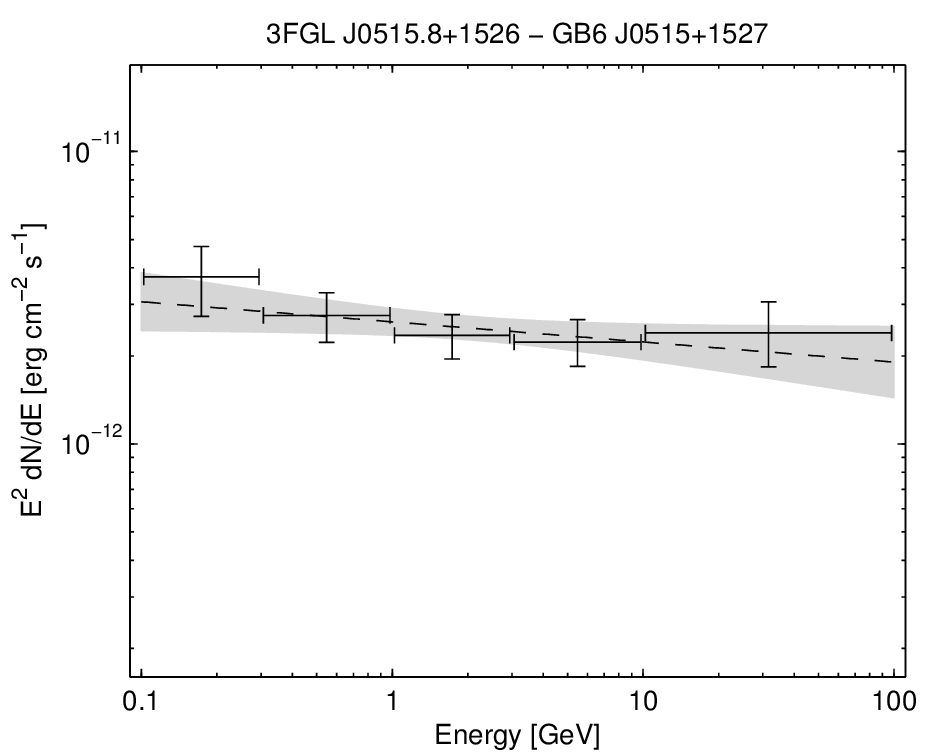 3FGL J0515.8+1526 − GB6 J0515+1527
10⁻¹¹
10⁻¹²
E² dN/dE [erg cm⁻² s⁻¹]
0.1 1 10 100
Energy [GeV]